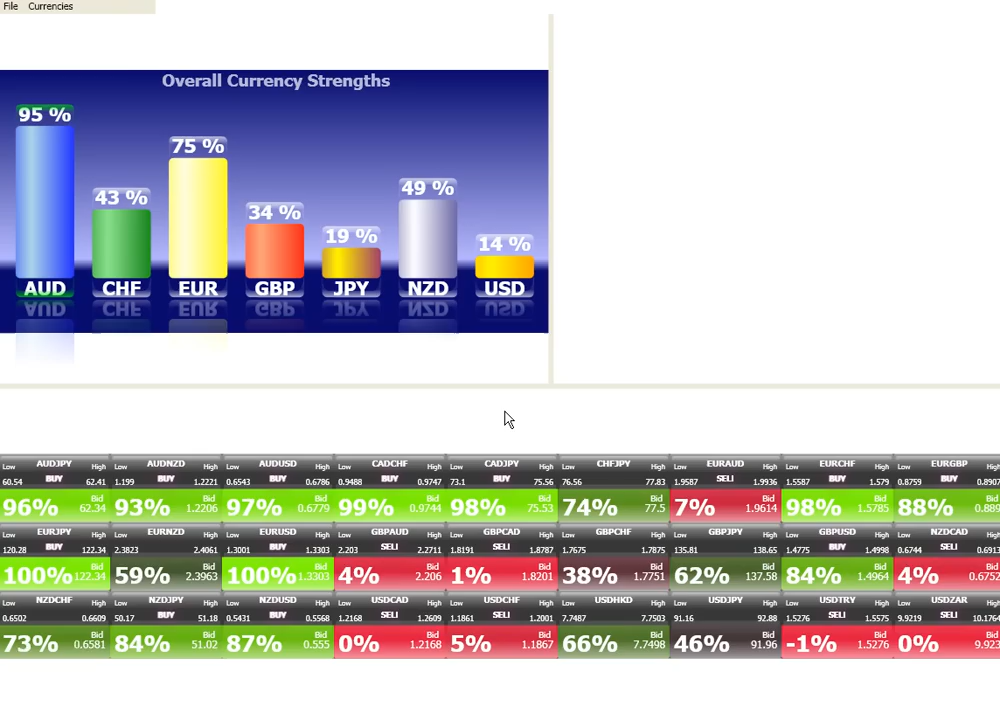 File Currencies
Overall Currency Strengths
95 % 43 % 75 % 34 % 19 % 49 % 14 %
AUD CHF EUR GBP JPY NZD USD
AUDJPY AUDNZD AUDUSD CADCHF CADJPY CHFJPY EURAUD EURCHF EURGBP
Low High Low High Low High Low High Low High Low High Low High Low High Low High
60.54 BUY 62.41 1.199 BUY 1.2221 0.6543 BUY 0.6786 0.9488 BUY 0.9747 73.1 BUY 75.56 76.56 77.83 1.9587 SELL 1.9936 1.5587 BUY 1.579 0.8759 BUY 0.8907
Bid Bid Bid Bid Bid Bid Bid Bid Bid
96% 62.34 93% 1.2206 97% 0.6779 99% 0.9744 98% 75.53 74% 77.5 7% 1.9614 98% 1.5785 88% 0.889
EURJPY EURNZD EURUSD GBPAUD GBPCAD GBPCHF GBPJPY GBPUSD NZDCAD
Low High Low High Low High Low High Low High Low High Low High Low High Low High
120.28 BUY 122.34 2.3823 2.4061 1.3001 BUY 1.3303 2.203 SELL 2.2711 1.8191 SELL 1.8787 1.7675 1.7875 135.81 138.65 1.4775 BUY 1.4998 0.6744 SELL 0.6913
Bid Bid Bid Bid Bid Bid Bid Bid Bid
100% 122.34 59% 2.3963 100% 1.3303 4% 2.206 1% 1.8201 38% 1.7751 62% 137.58 84% 1.4964 4% 0.6752
NZDCHF NZDJPY NZDUSD USDCAD USDCHF USDHKD USDJPY USDTRY USDZAR
Low High Low High Low High Low High Low High Low High Low High Low High Low High
0.6502 0.6609 50.17 BUY 51.18 0.5431 BUY 0.5568 1.2168 SELL 1.2609 1.1861 SELL 1.2001 7.7487 7.7503 91.16 92.88 1.5276 SELL 1.5575 9.9219 SELL 10.1764
Bid Bid Bid Bid Bid Bid Bid Bid Bid
73% 0.6581 84% 51.02 87% 0.555 0% 1.2168 5% 1.1867 66% 7.7498 46% 91.96 -1% 1.5276 0% 9.923